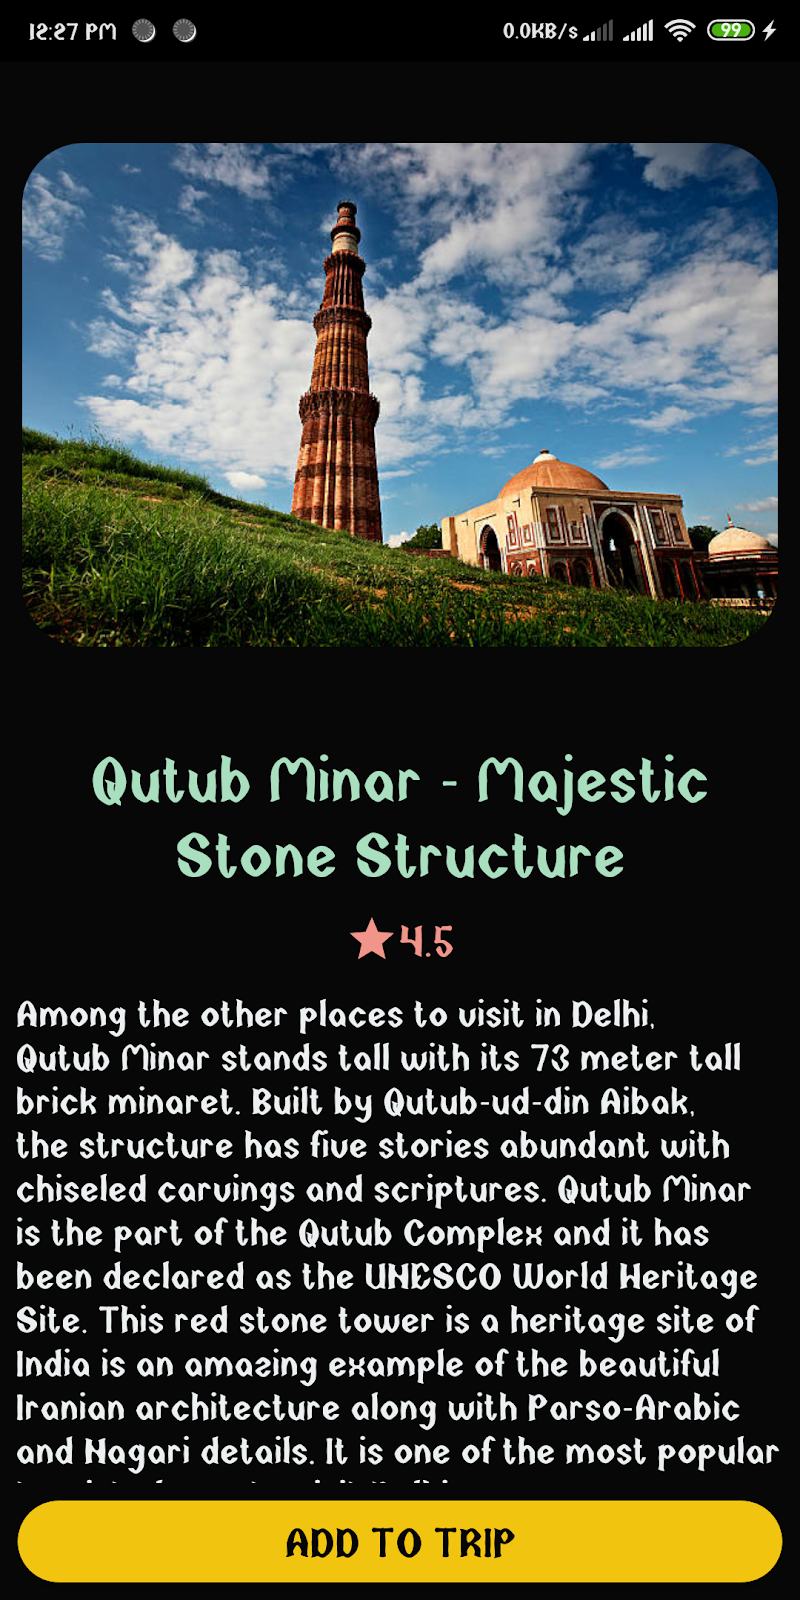 12:27 PM
0.0KB/s
99
Qutub Minar - Majestic
Stone Structure
4.5
Among the other places to visit in Delhi,
Qutub Minar stands tall with its 73 meter tall
brick minaret. Built by Qutub-ud-din Aibak,
the structure has five stories abundant with
chiseled carvings and scriptures. Qutub Minar
is the part of the Qutub Complex and it has
been declared as the UNESCO World Heritage
Site. This red stone tower is a heritage site of
India is an amazing example of the beautiful
Iranian architecture along with Parso-Arabic
and Nagari details. It is one of the most popular
ADD TO TRIP